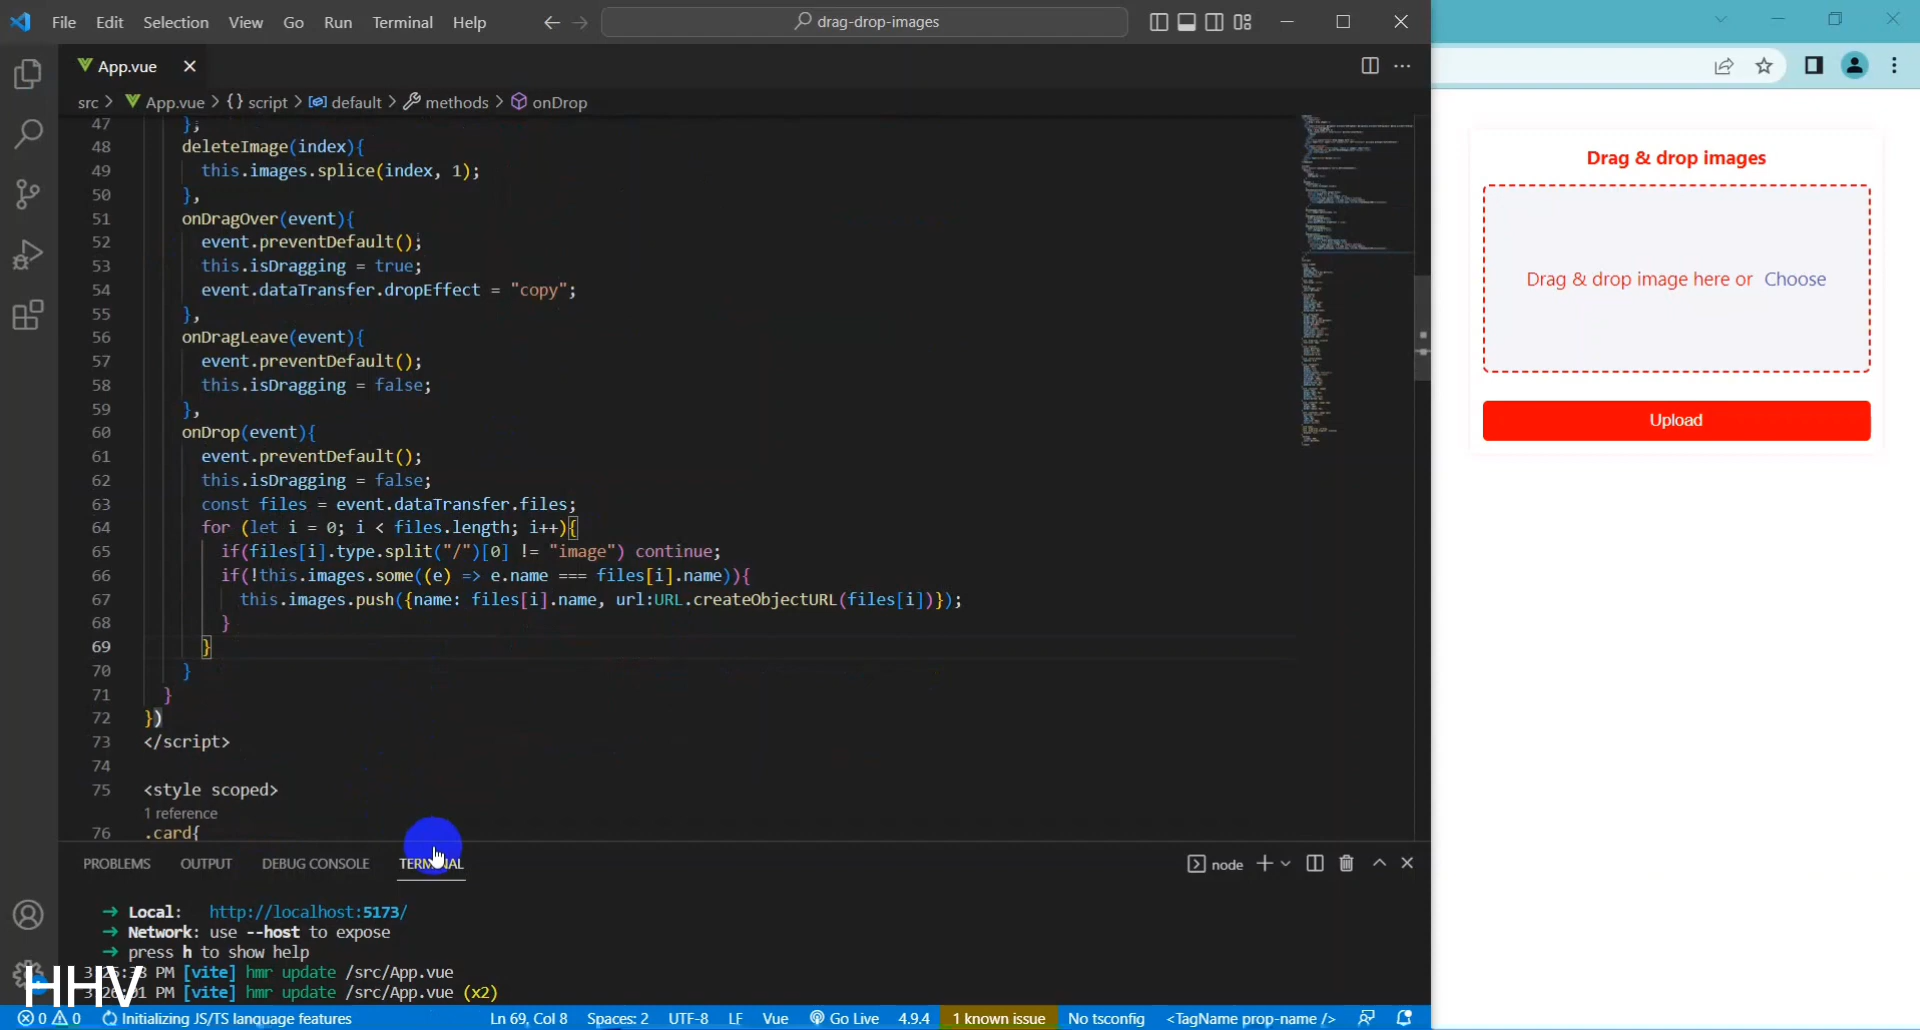 File Edit Selection View Go Run Terminal Help
drag-drop-images
App.vue
src > App.vue > {} script > default > methods > onDrop
47 },
48 deleteImage(index){
49 this.images.splice(index, 1);
50 },
51 onDragOver(event){
52 event.preventDefault();
53 this.isDragging = true;
54 event.dataTransfer.dropEffect = "copy";
55 },
56 onDragLeave(event){
57 event.preventDefault();
58 this.isDragging = false;
59 },
60 onDrop(event){
61 event.preventDefault();
62 this.isDragging = false;
63 const files = event.dataTransfer.files;
64 for (let i = 0; i < files.length; i++){
65 if(files[i].type.split("/")[0] != "image") continue;
66 if(!this.images.some((e) => e.name === files[i].name)){
67 this.images.push({name: files[i].name, url:URL.createObjectURL(files[i])});
68 }
69 }
70 }
71 }
72 })
73 </script>
74
75 <style scoped>
1 reference
76 .card{
PROBLEMS OUTPUT DEBUG CONSOLE TERMINAL
node
→ Local: http://localhost:5173/
→ Network: use --host to expose
→ press h to show help
PM [vite] hmr update /src/App.vue
PM [vite] hmr update /src/App.vue (x2)
HHV
0 0 Initializing JS/TS language features Ln 69, Col 8 Spaces: 2 UTF-8 LF Vue Go Live 4.9.4 1 known issue No tsconfig <TagName prop-name />
Drag & drop images
Drag & drop image here or Choose
Upload